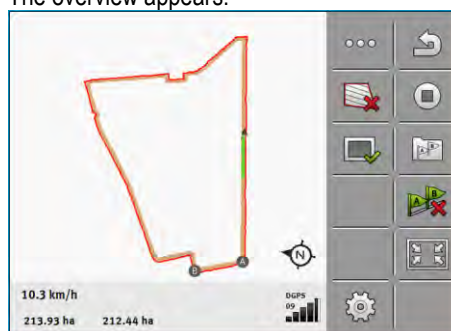 The overview appears:
N
A
B
A B
A B
10.3 km/h
DGPS
09
213.93 ha 212.44 ha